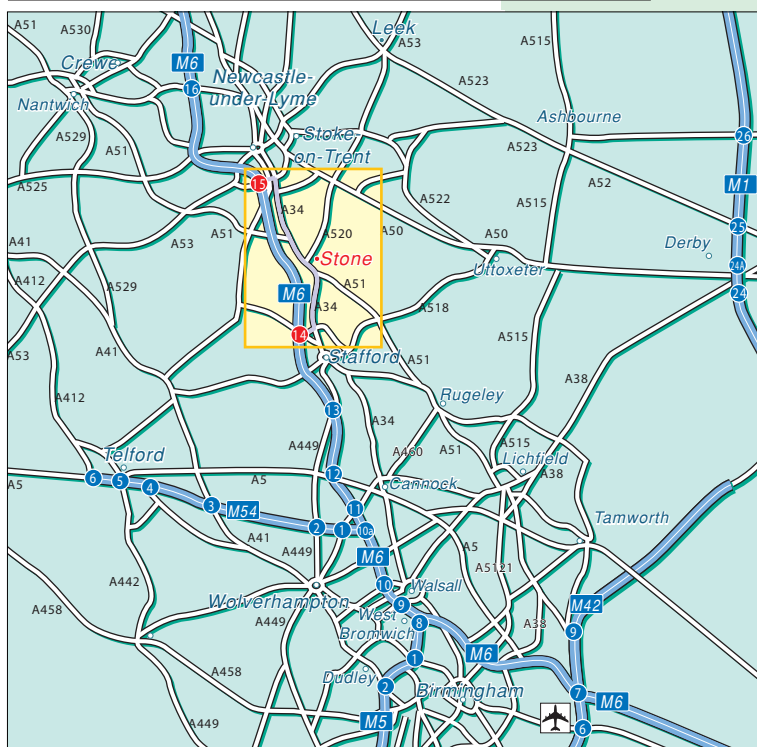 A51
A530
Leek
A53
A515
Crewe
M6
Newcastle-
under-Lyme
A523
16
Nantwich
Ashbourne
A529
A51
M6
Stoke-
on-Trent
A523
26
A525
15
A52
M1
A34
A522
A515
25
A41
A53
A51
A520
A50
A50
Derby
Stone
Uttoxeter
24A
A412
A529
M6
A51
24
A34
A518
14
A515
A53
A41
Stafford
A51
A38
A412
Rugeley
13
A34
A449
A460
A51
A515
Telford
Lichfield
A5
6
5
4
A5
12
Cannock
A38
3
M54
11
Tamworth
2
1
10a
A41
A449
M6
A5
A442
10
Walsall
A5121
Wolverhampton
9
M42
A458
West
Bromwich
8
A38
9
A449
M6
1
A458
Dudley
2
Birmingham
7
M6
A449
M5
6